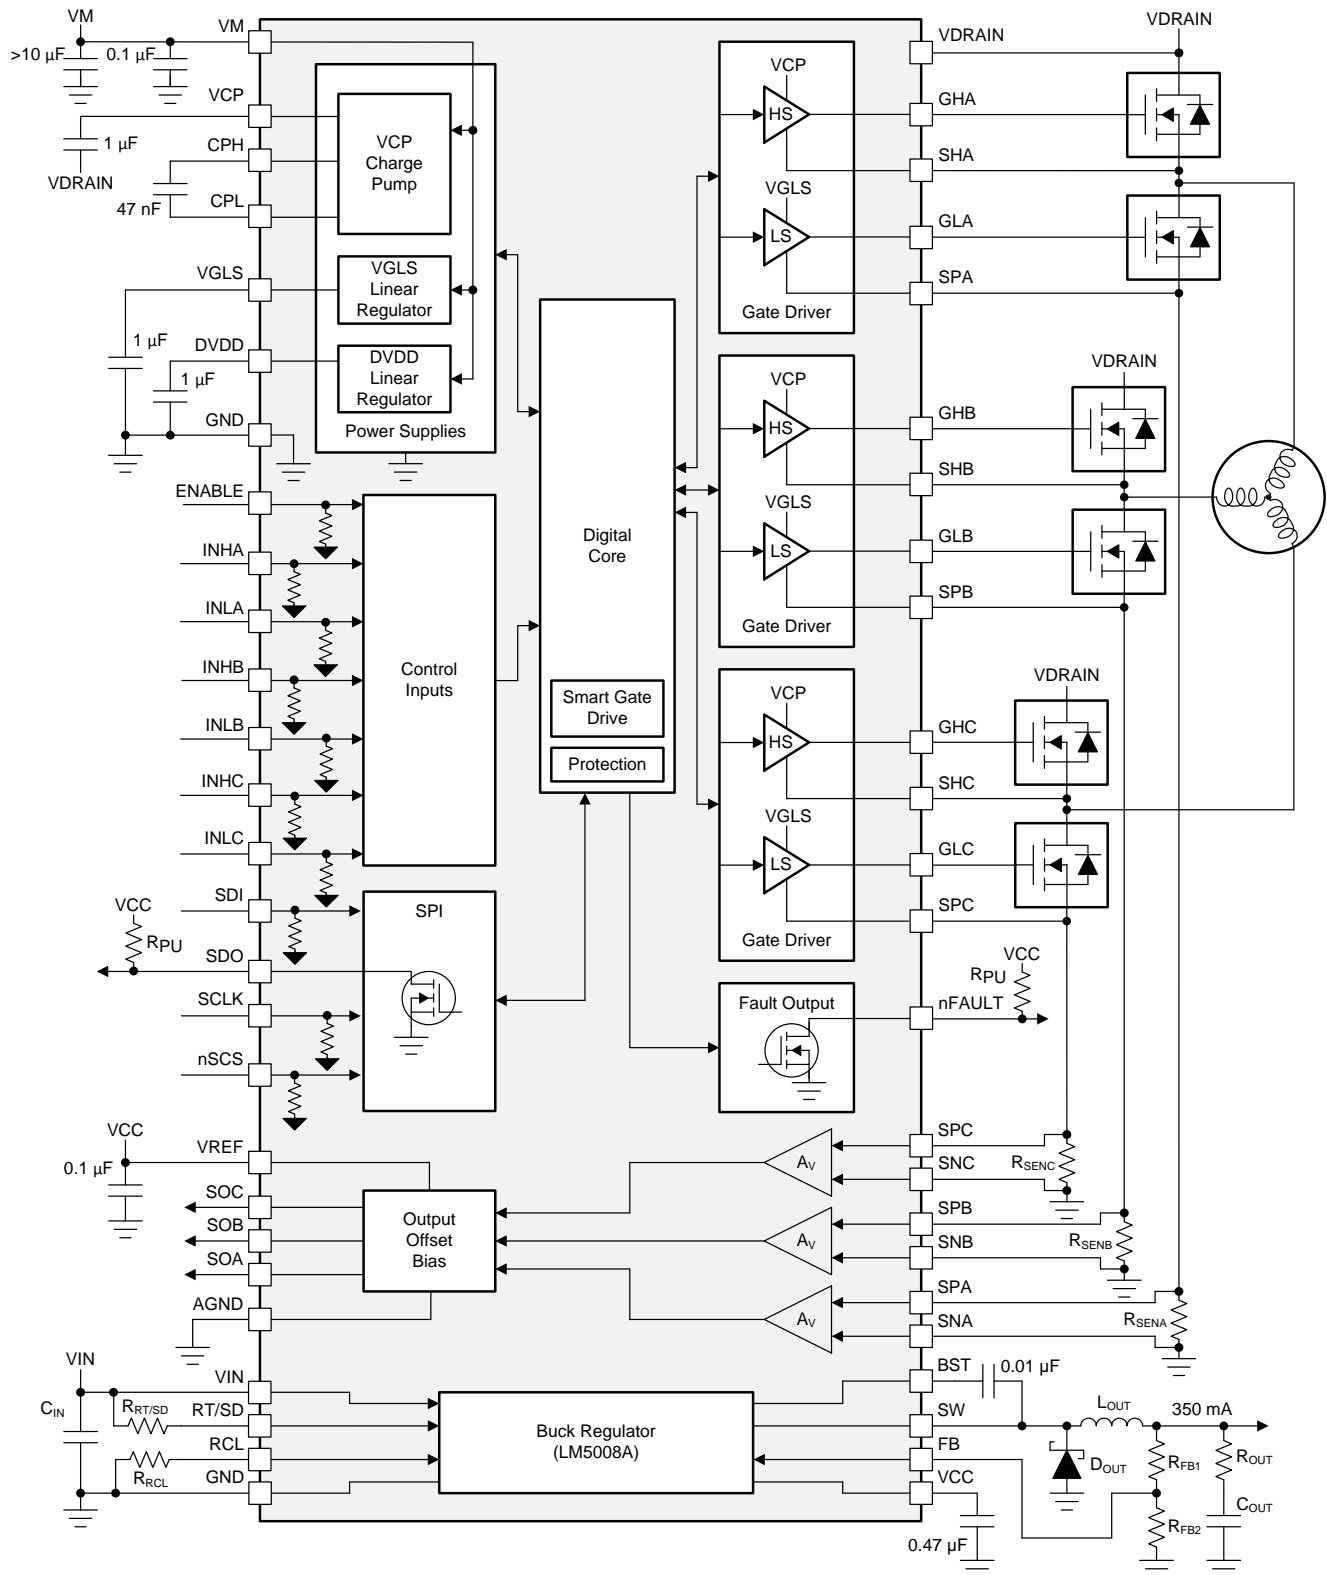 VM
VM
>10 µF
0.1 µF
VCP
1 µF
VDRAIN
CPH
CPL
47 nF
VCP
Charge
Pump
VGLS
VGLS
Linear
Regulator
1 µF
DVDD
1 µF
DVDD
Linear
Regulator
GND
Power Supplies
ENABLE
INHA
INLA
INHB
INLB
INHC
INLC
Control
Inputs
Digital
Core
Smart Gate
Drive
Protection
SDI
VCC
RPU
SDO
SCLK
nSCS
SPI
VCP
HS
VGLS
LS
Gate Driver
VDRAIN
VDRAIN
GHA
SHA
GLA
SPA
VCP
HS
VGLS
LS
Gate Driver
VDRAIN
GHB
SHB
GLB
SPB
VCP
HS
VGLS
LS
Gate Driver
VDRAIN
GHC
SHC
GLC
SPC
Fault Output
RPU
VCC
nFAULT
VCC
0.1 µF
VREF
SOC
SOB
SOA
AGND
Output
Offset
Bias
AV
AV
AV
SPC
SNC
RSENC
SPB
SNB
RSENB
SPA
SNA
RSENA
VIN
VIN
CIN
RRT/SD
RT/SD
RCL
RRCL
GND
Buck Regulator
(LM5008A)
BST
0.01 µF
SW
LOUT
350 mA
FB
DOUT
RFB1
ROUT
VCC
COUT
RFB2
0.47 µF